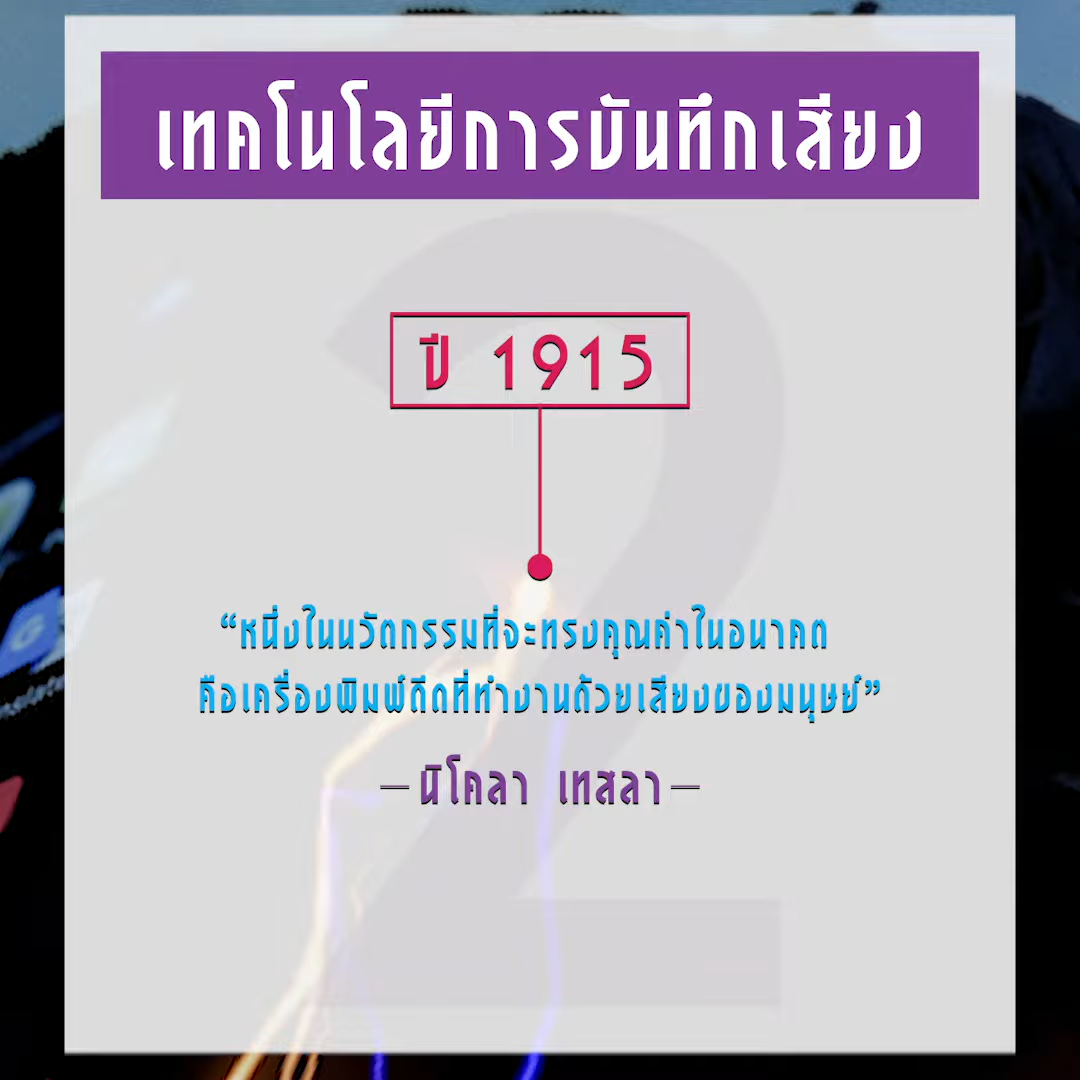 เทคโนโลยีการบันทึกเสียง
ปี 1915
“หนึ่งในนวัตกรรมที่จะทรงคุณค่าในอนาคต
คือเครื่องพิมพ์ดีดที่ทำงานด้วยเสียงของมนุษย์”
—นิโคลา เทสลา—
2